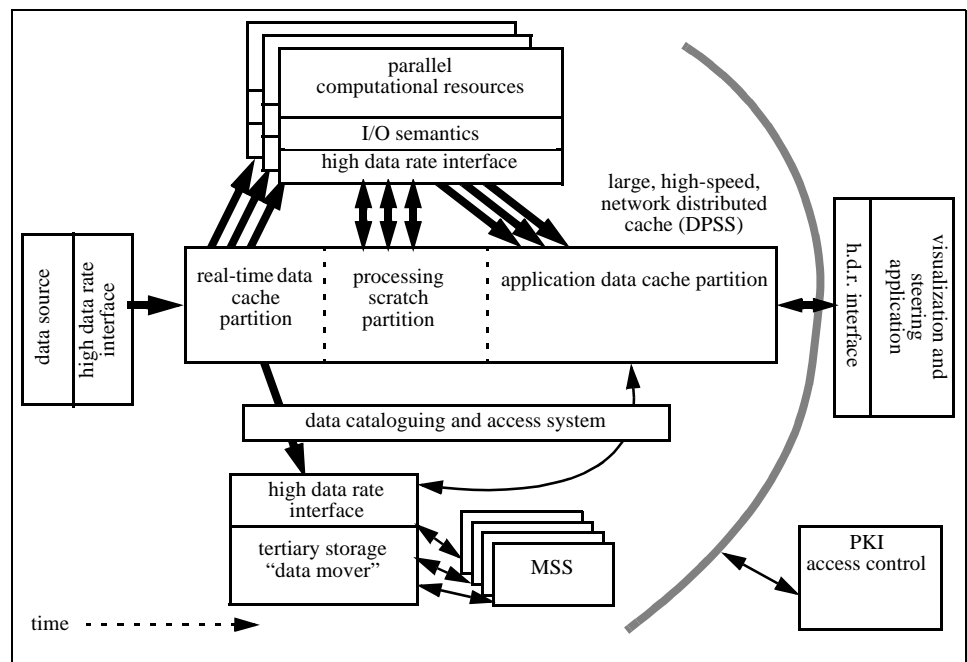 parallel
computational resources
I/O semantics
high data rate interface
large, high-speed,
network distributed
cache (DPSS)
data source
high data rate
interface
real-time data
cache
partition
processing
scratch
partition
application data cache partition
h.d.r. interface
visualization and
steering
application
data cataloguing and access system
high data rate
interface
tertiary storage
“data mover”
MSS
PKI
access control
time